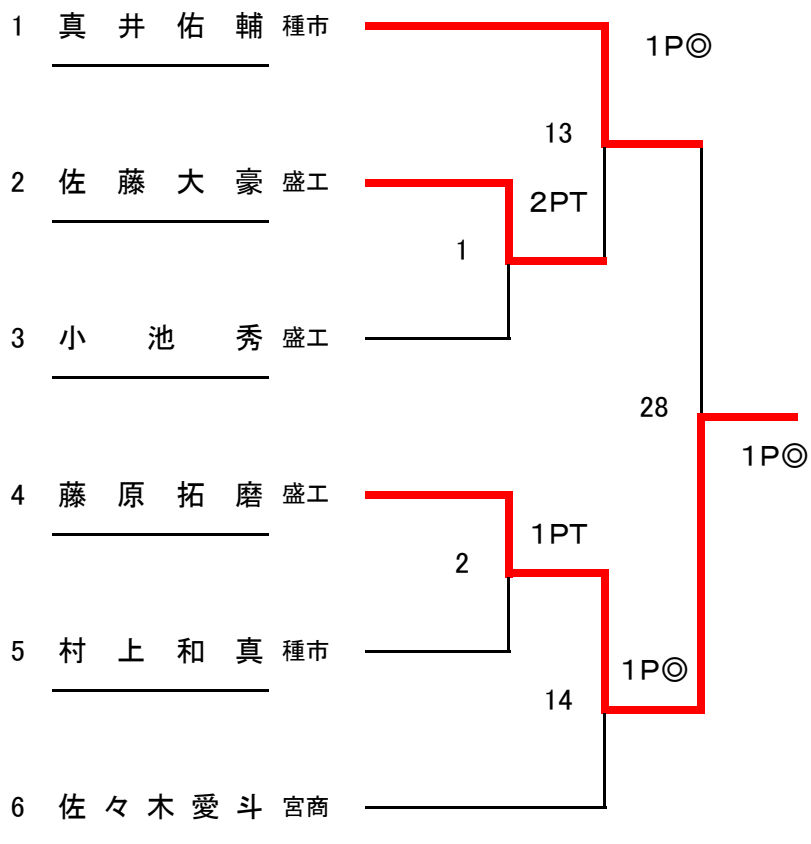 1 真井佑輔 種市
1P◎
13
2 佐藤大豪 盛工
2PT
1
3 小池秀 盛工
28
1P◎
4 藤原拓磨 盛工
1PT
2
5 村上和真 種市
1P◎
14
6 佐々木愛斗 宮商